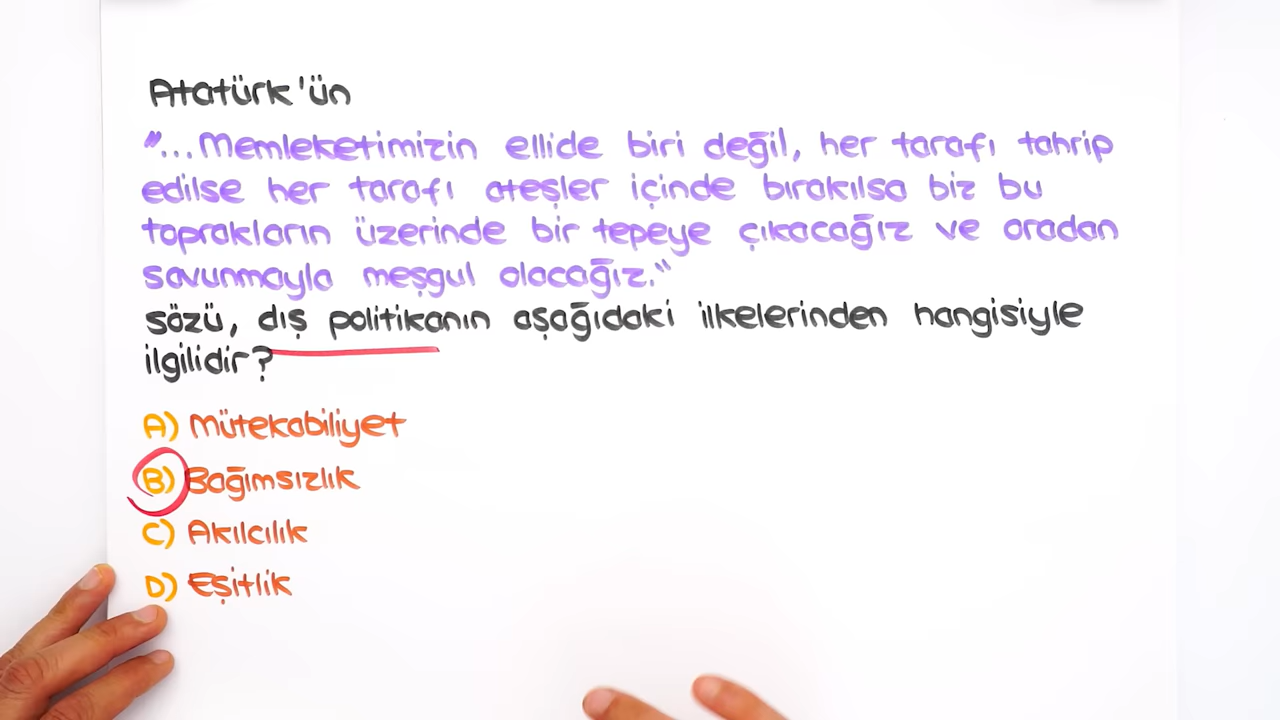 Atatürk'ün
"...Memleketimizin ellide biri değil, her tarafı tahrip
edilse her tarafı ateşler içinde bırakılsa biz bu
toprakların üzerinde bir tepeye çıkacağız ve oradan
savunmayla meşgul olacağız."
sözü, dış politikanın aşağıdaki ilkelerinden hangisiyle
ilgilidir?
A) Mütekabiliyet
B) Bağımsızlık
C) Akılcılık
D) Eşitlik